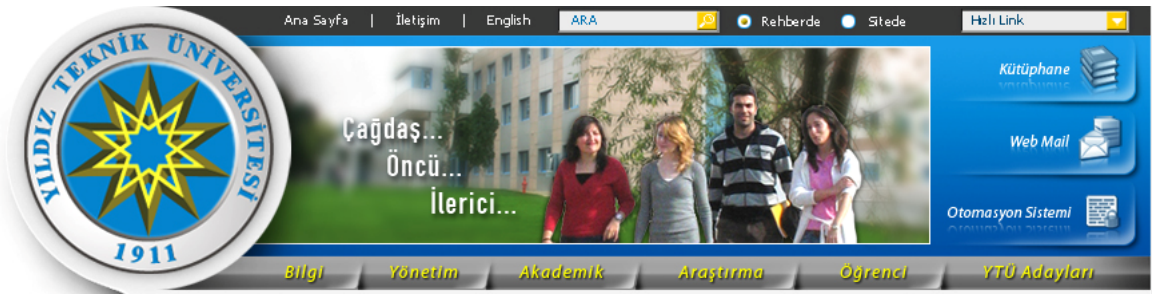 Ana Sayfa | İletişim | English ARA Rehberde Sitede Hızlı Link
YILDIZ TEKNİK ÜNİVERSİTESİ
1911
Çağdaş...
Öncü...
İlerici...
Kütüphane
Web Mail
Otomasyon Sistemi
Bilgi Yönetim Akademik Araştırma Öğrenci YTÜ Adayları